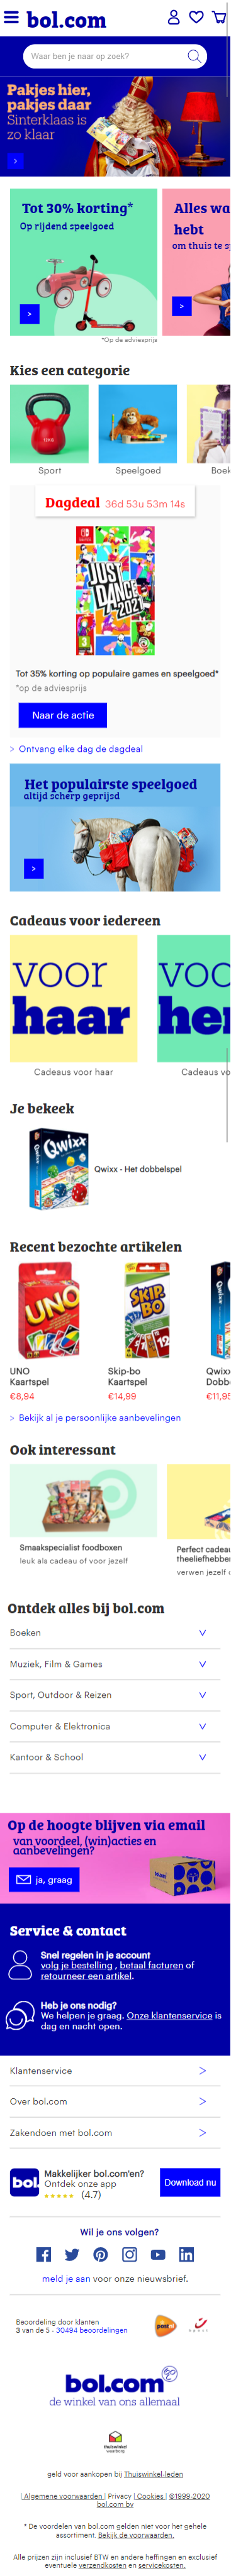 bol.com
Waar ben je naar op zoek?
Pakjes hier,
pakjes daar
Sinterklaas is
zo klaar
>
Tot 30% korting*
Op rijdend speelgoed
>
*Op de adviesprijs
Alles wa
hebt
om thuis te s
>
Kies een categorie
Sport
Speelgoed
Boek
Dagdeal 36d 53u 53m 14s
JUST
DANCE
2021
Tot 35% korting op populaire games en speelgoed*
*op de adviesprijs
Naar de actie
> Ontvang elke dag de dagdeal
Het populairste speelgoed
altijd scherp geprijsd
>
Cadeaus voor iedereen
voor
haar
voo
her
Cadeaus voor haar
Cadeaus vo
Je bekeek
Qwixx
Qwixx - Het dobbelspel
Recent bezochte artikelen
UNO
SKIP
BO
UNO
Kaartspel
€8,94
Skip-bo
Kaartspel
€14,99
Qwixx
Dobb
€11,95
> Bekijk al je persoonlijke aanbevelingen
Ook interessant
Smaakspecialist foodboxen
leuk als cadeau of voor jezelf
Perfect cadeau
theeliefhebber
verwen jezelf o
Ontdek alles bij bol.com
Boeken
Muziek, Film & Games
Sport, Outdoor & Reizen
Computer & Elektronica
Kantoor & School
Op de hoogte blijven via email
van voordeel, (win)acties en
aanbevelingen?
ja, graag
Service & contact
Snel regelen in je account
volg je bestelling , betaal facturen of
retourneer een artikel.
Heb je ons nodig?
We helpen je graag. Onze klantenservice is
dag en nacht open.
Klantenservice
Over bol.com
Zakendoen met bol.com
bol.
Makkelijker bol.com'en?
Ontdek onze app
(4.7)
Download nu
Wil je ons volgen?
meld je aan voor onze nieuwsbrief.
Beoordeling door klanten
3 van de 5 - 30494 beoordelingen
bol.com
de winkel van ons allemaal
thuiswinkel
waarborg
geld voor aankopen bij Thuiswinkel-leden
| Algemene voorwaarden | Privacy | Cookies | ©1999-2020
bol.com bv
* De voordelen van bol.com gelden niet voor het gehele
assortiment. Bekijk de voorwaarden.
Alle prijzen zijn inclusief BTW en andere heffingen en exclusief
eventuele verzendkosten en servicekosten.